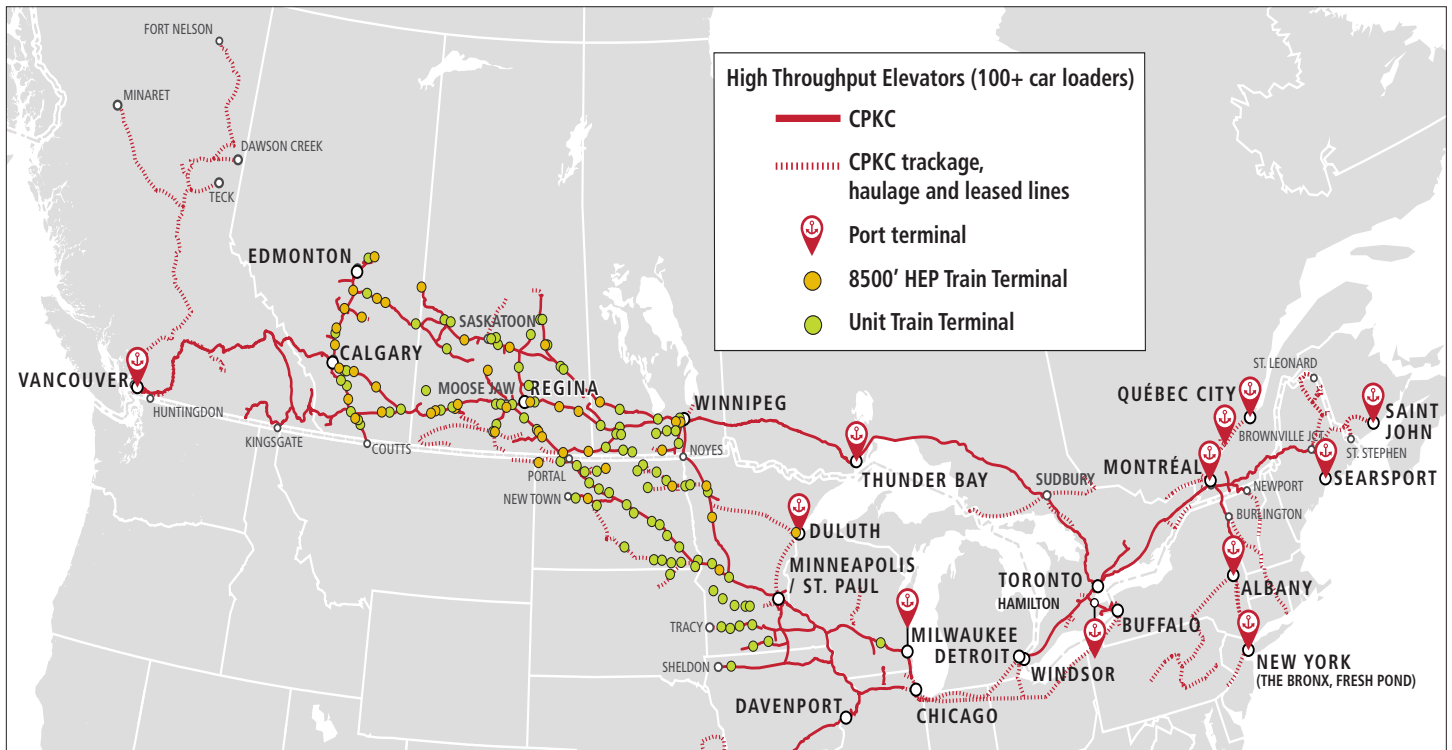 FORT NELSON
MINARET
DAWSON CREEK
TECK
High Throughput Elevators (100+ car loaders)
CPKC
CPKC trackage,
haulage and leased lines
Port terminal
8500' HEP Train Terminal
Unit Train Terminal
EDMONTON
SASKATOON
CALGARY
VANCOUVER
HUNTINGDON
KINGSGATE
COUTTS
MOOSE JAW
REGINA
WINNIPEG
NOYES
PORTAL
NEW TOWN
THUNDER BAY
DULUTH
MINNEAPOLIS
/ ST. PAUL
TRACY
SHELDON
DAVENPORT
MILWAUKEE
CHICAGO
DETROIT
WINDSOR
SUDBURY
TORONTO
HAMILTON
BUFFALO
ST. LEONARD
QUÉBEC CITY
SAINT
JOHN
BROWNVILLE JCT.
ST. STEPHEN
MONTRÉAL
SEARSPORT
NEWPORT
BURLINGTON
ALBANY
NEW YORK
(THE BRONX, FRESH POND)